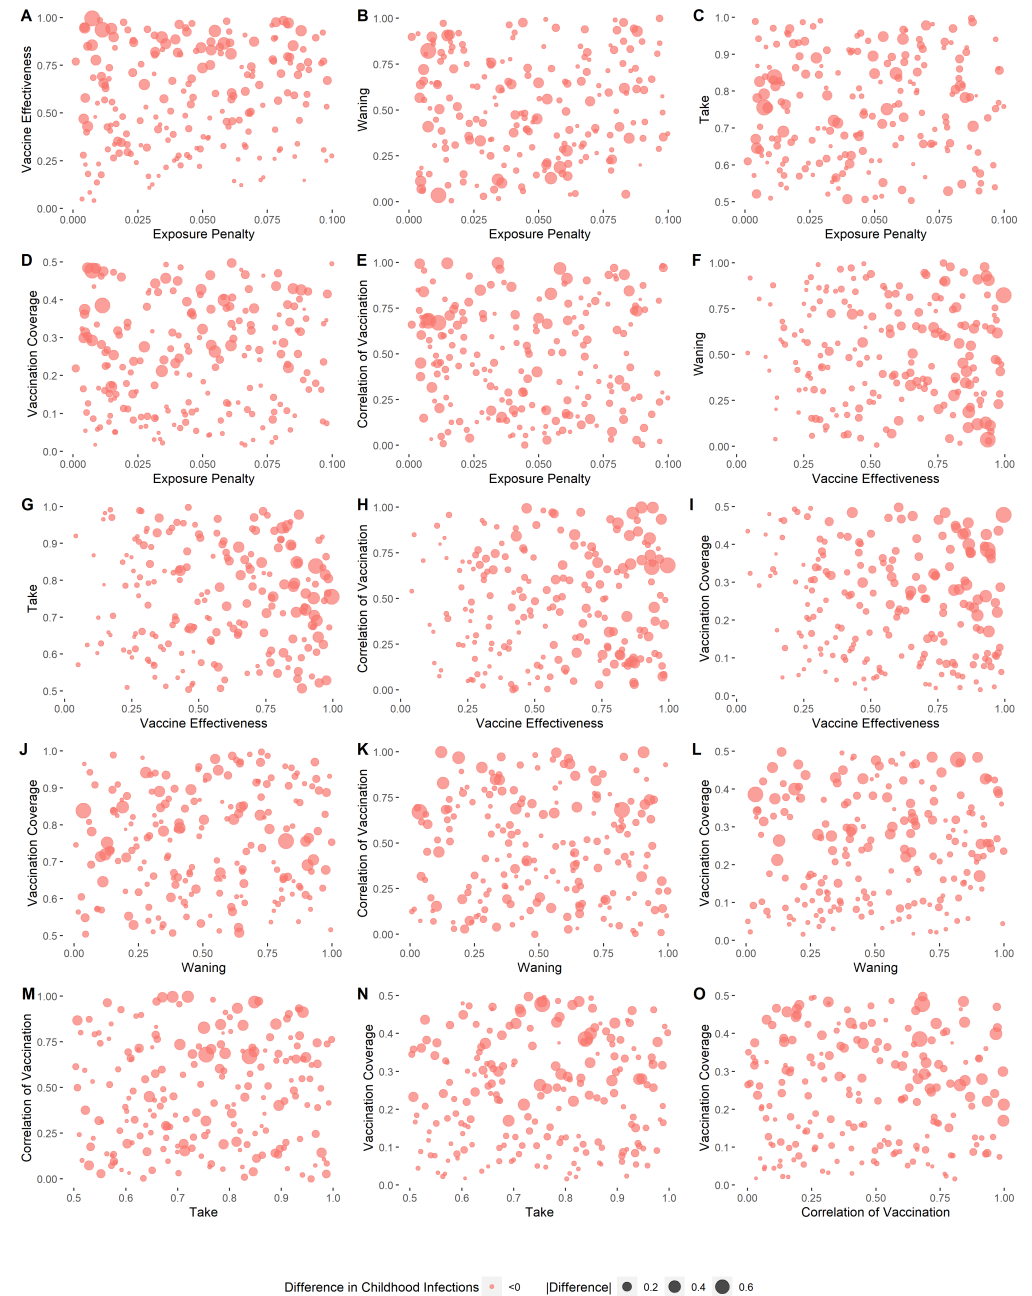 A
Vaccine Effectiveness
1.00
0.75
0.50
0.25
0.00
0.000 0.025 0.050 0.075 0.100
Exposure Penalty
B
Waning
1.00
0.75
0.50
0.25
0.00
0.000 0.025 0.050 0.075 0.100
Exposure Penalty
C
Take
1.0
0.9
0.8
0.7
0.6
0.5
0.000 0.025 0.050 0.075 0.100
Exposure Penalty
D
Vaccination Coverage
0.5
0.4
0.3
0.2
0.1
0.0
0.000 0.025 0.050 0.075 0.100
Exposure Penalty
E
Correlation of Vaccination
1.00
0.75
0.50
0.25
0.00
0.000 0.025 0.050 0.075 0.100
Exposure Penalty
F
Waning
1.00
0.75
0.50
0.25
0.00
0.00 0.25 0.50 0.75 1.00
Vaccine Effectiveness
G
Take
1.0
0.9
0.8
0.7
0.6
0.5
0.00 0.25 0.50 0.75 1.00
Vaccine Effectiveness
H
Correlation of Vaccination
1.00
0.75
0.50
0.25
0.00
0.00 0.25 0.50 0.75 1.00
Vaccine Effectiveness
I
Vaccination Coverage
0.5
0.4
0.3
0.2
0.1
0.0
0.00 0.25 0.50 0.75 1.00
Vaccine Effectiveness
J
Vaccination Coverage
1.0
0.9
0.8
0.7
0.6
0.5
0.00 0.25 0.50 0.75 1.00
Waning
K
Correlation of Vaccination
1.00
0.75
0.50
0.25
0.00
0.00 0.25 0.50 0.75 1.00
Waning
L
Vaccination Coverage
0.5
0.4
0.3
0.2
0.1
0.0
0.00 0.25 0.50 0.75 1.00
Waning
M
Correlation of Vaccination
1.00
0.75
0.50
0.25
0.00
0.5 0.6 0.7 0.8 0.9 1.0
Take
N
Vaccination Coverage
0.5
0.4
0.3
0.2
0.1
0.0
0.5 0.6 0.7 0.8 0.9 1.0
Take
O
Vaccination Coverage
0.5
0.4
0.3
0.2
0.1
0.0
0.00 0.25 0.50 0.75 1.00
Correlation of Vaccination
Difference in Childhood Infections <0 |Difference| 0.2 0.4 0.6